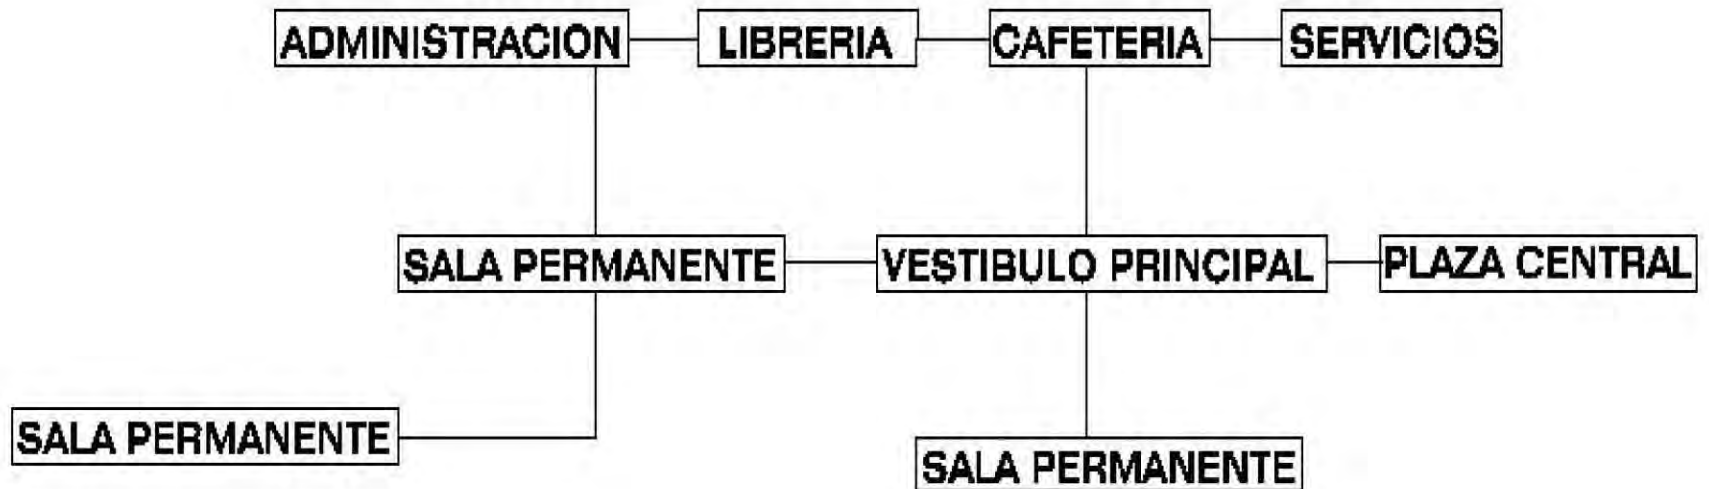 ADMINISTRACION
LIBRERIA
CAFETERIA
SERVICIOS
SALA PERMANENTE
VESTIBULO PRINCIPAL
PLAZA CENTRAL
SALA PERMANENTE
SALA PERMANENTE